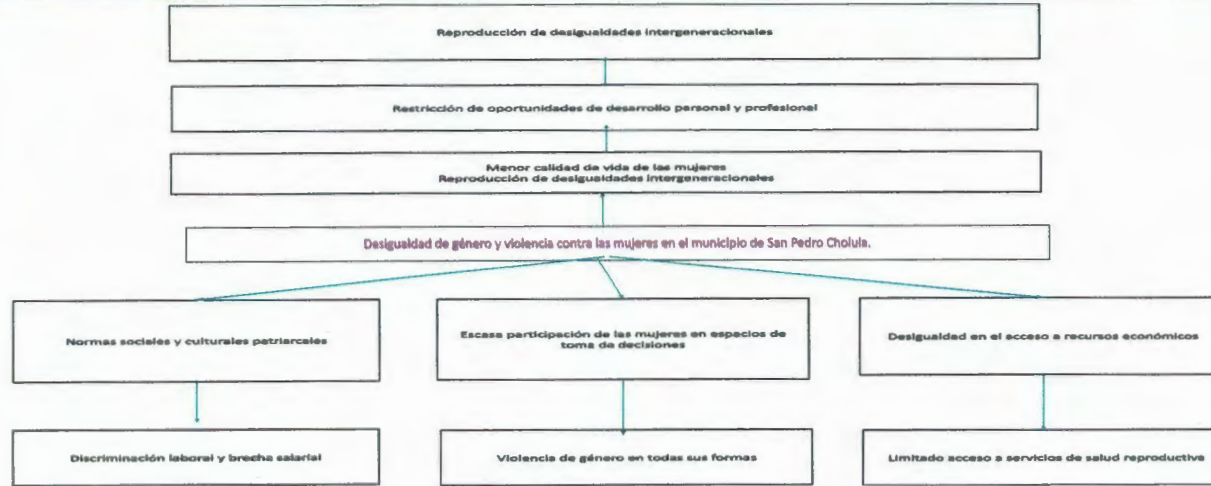 Reproducción de desigualdades intergeneracionales
Restricción de oportunidades de desarrollo personal y profesional
Menor calidad de vida de las mujeres
Reproducción de desigualdades intergeneracionales
Desigualdad de género y violencia contra las mujeres en el municipio de San Pedro Cholula.
Normas sociales y culturales patriarcales
Escasa participación de las mujeres en espacios de
toma de decisiones
Desigualdad en el acceso a recursos económicos
Discriminación laboral y brecha salarial
Violencia de género en todas sus formas
Limitado acceso a servicios de salud reproductiva